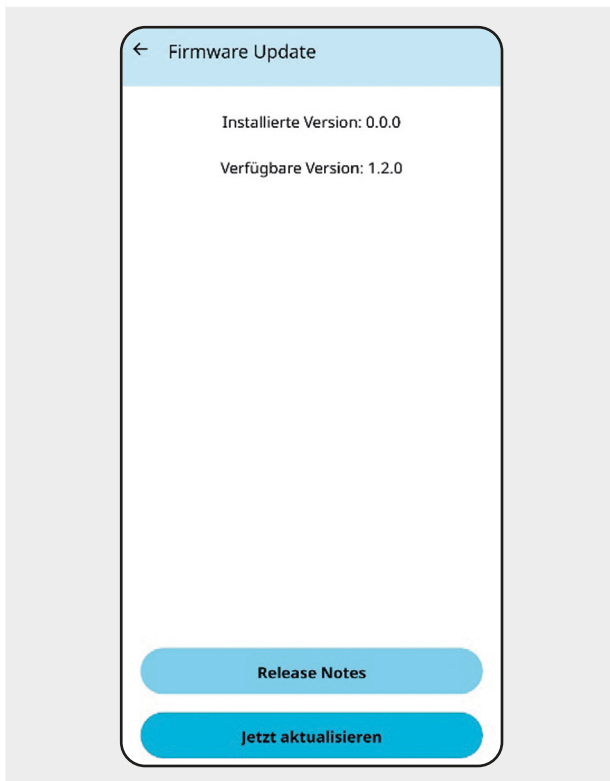 ← Firmware Update
Installierte Version: 0.0.0
Verfügbare Version: 1.2.0
Release Notes
Jetzt aktualisieren